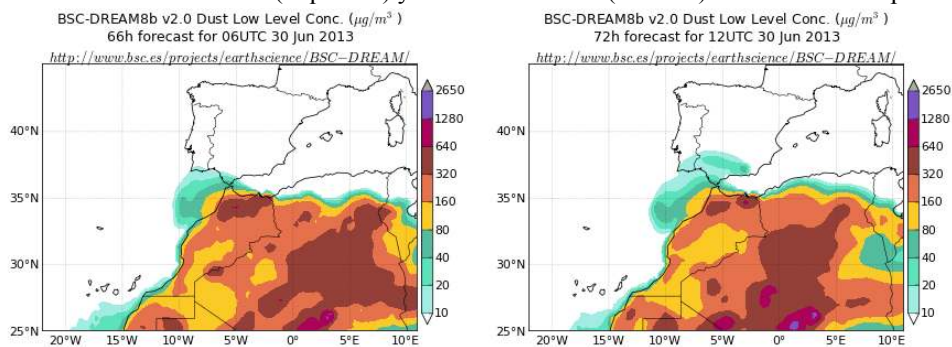 BSC-DREAM8b v2.0 Dust Low Level Conc. (μg/m³ )
66h forecast for 06UTC 30 Jun 2013
http://www.bsc.es/projects/earthscience/BSC-DREAM/
2650
1280
640
320
160
80
40
20
10
40°N
35°N
30°N
25°N
20°W
15°W
10°W
5°W
0°
5°E
10°E
BSC-DREAM8b v2.0 Dust Low Level Conc. (μg/m³ )
72h forecast for 12UTC 30 Jun 2013
http://www.bsc.es/projects/earthscience/BSC-DREAM/
2650
1280
640
320
160
80
40
20
10
40°N
35°N
30°N
25°N
20°W
15°W
10°W
5°W
0°
5°E
10°E